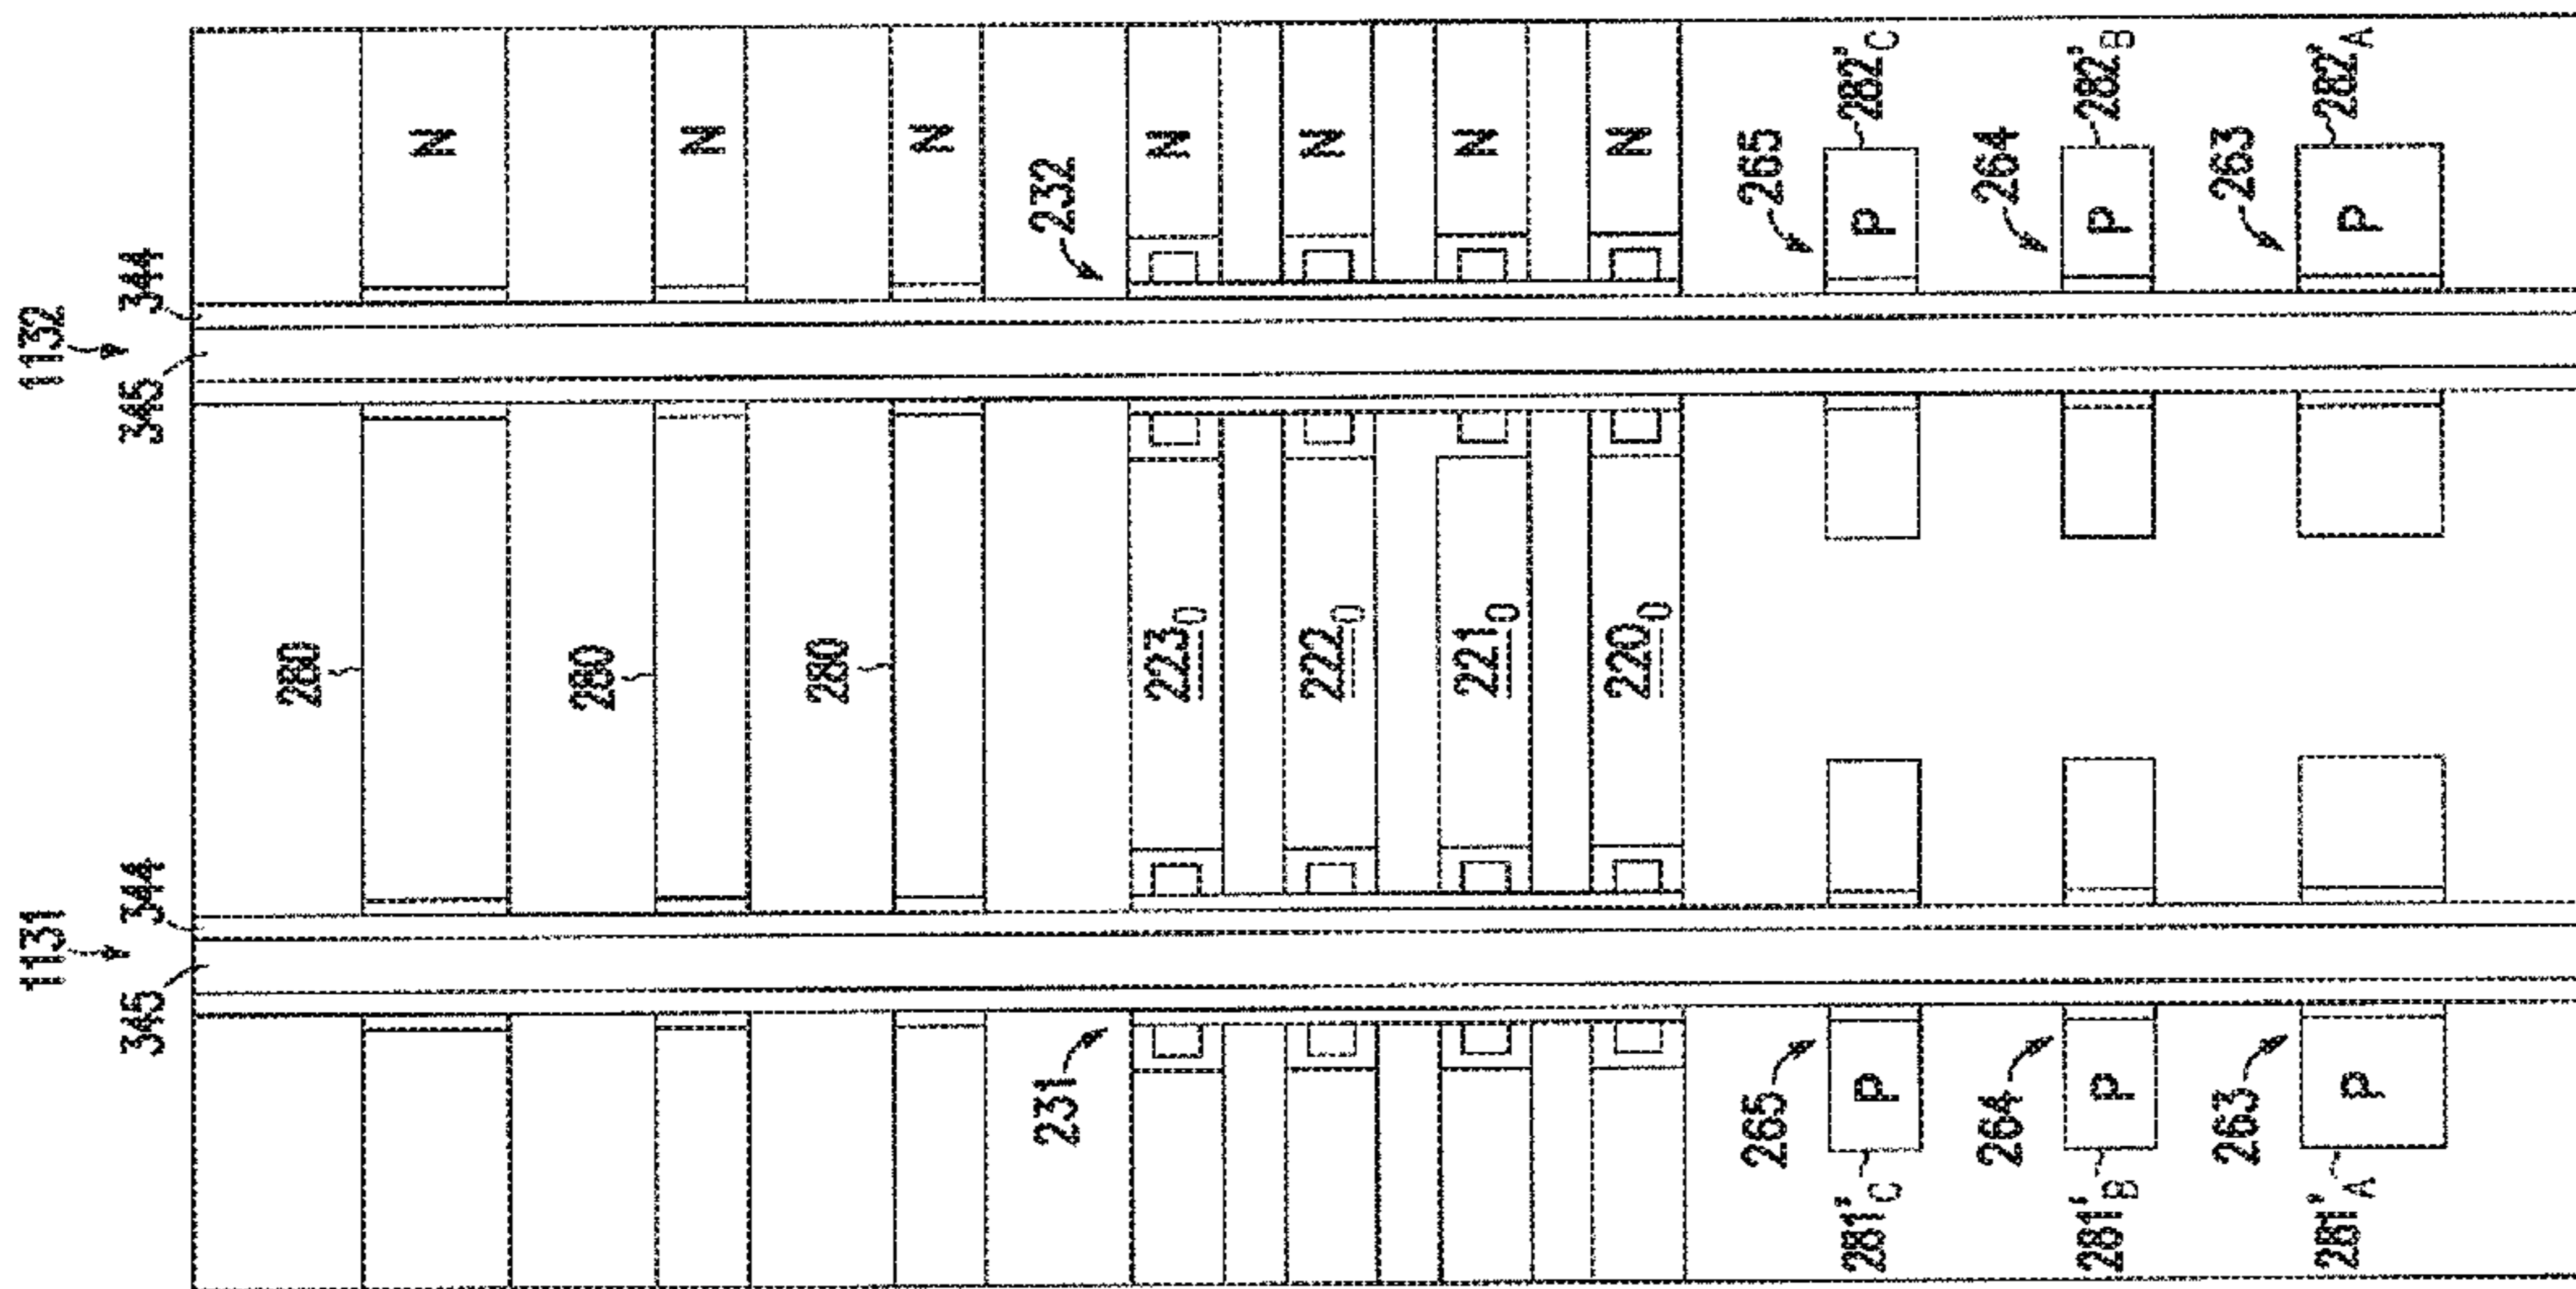 1131 1132
345 344 345 344
280
N
280
N
280
N
231 232
223₀ N
222₀ N
221₀ N
220₀ N
265 265
281'C P P 282'C
264 264
281'B P P 282'B
263 263
281'A P P 282'A